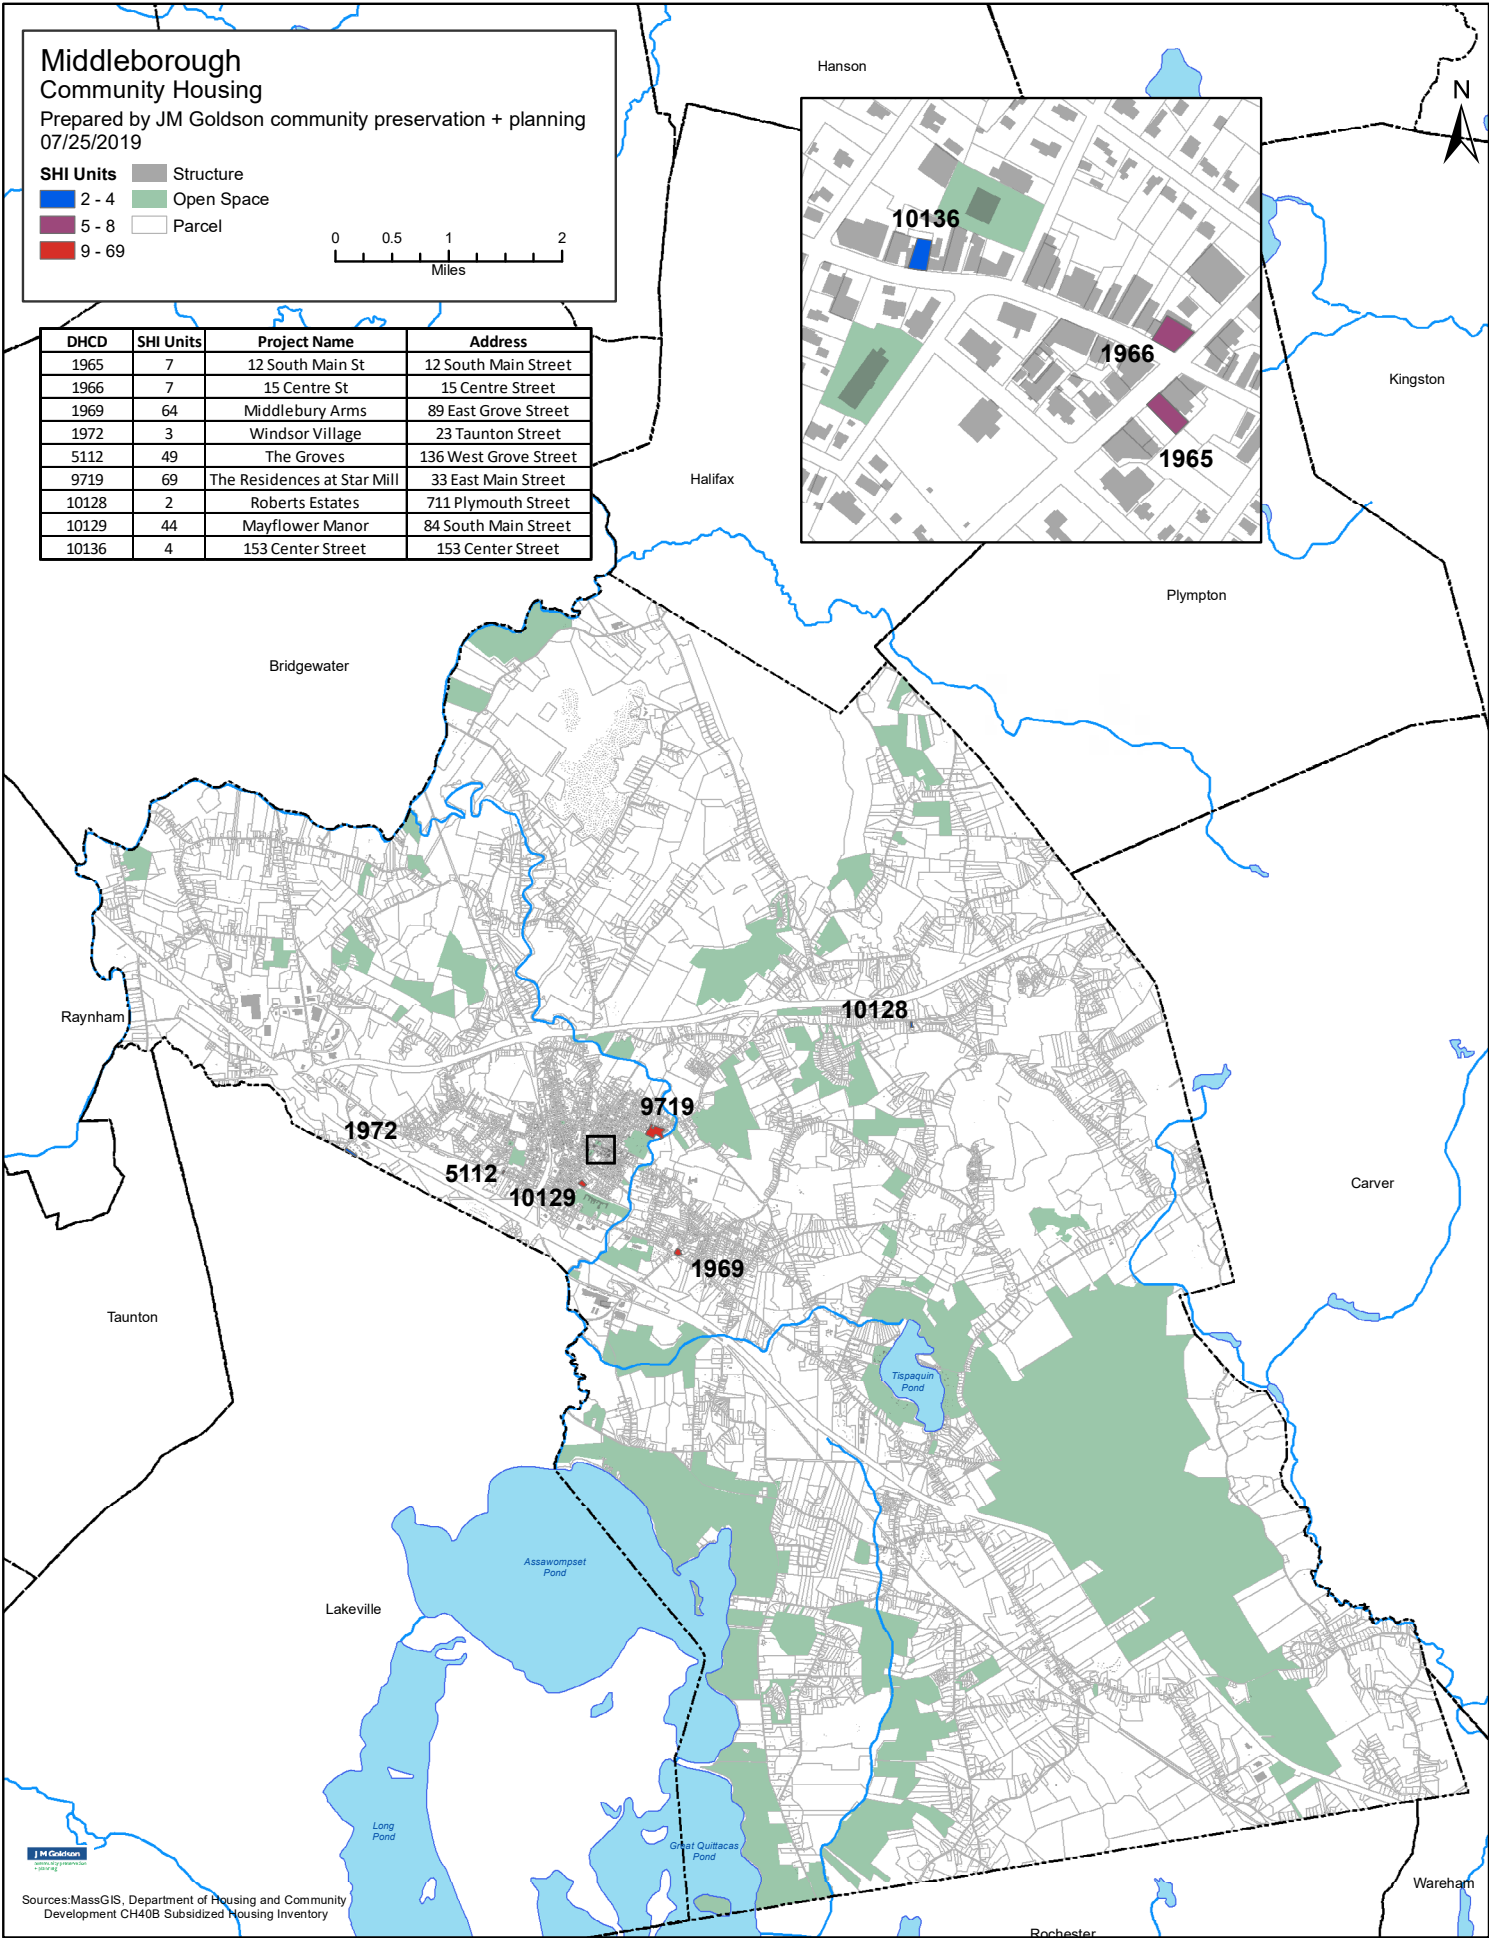 Middleborough
Community Housing
Prepared by JM Goldson community preservation + planning
07/25/2019
SHI Units
2 - 4
5 - 8
9 - 69
Structure
Open Space
Parcel
0 0.5 1 2
Miles
N
DHCD SHI Units Project Name Address
1965 7 12 South Main St 12 South Main Street
1966 7 15 Centre St 15 Centre Street
1969 64 Middlebury Arms 89 East Grove Street
1972 3 Windsor Village 23 Taunton Street
5112 49 The Groves 136 West Grove Street
9719 69 The Residences at Star Mill 33 East Main Street
10128 2 Roberts Estates 711 Plymouth Street
10129 44 Mayflower Manor 84 South Main Street
10136 4 153 Center Street 153 Center Street
Hanson
10136
1966
1965
Kingston
Halifax
Plympton
Bridgewater
Raynham
10128
9719
1972
5112
10129
1969
Carver
Taunton
Tispaquin
Pond
Assawompset
Pond
Lakeville
Long
Pond
Great Quittacas
Pond
J M Goldson
community preservation
+ planning
Sources:MassGIS, Department of Housing and Community
Development CH40B Subsidized Housing Inventory
Wareham
Rochester